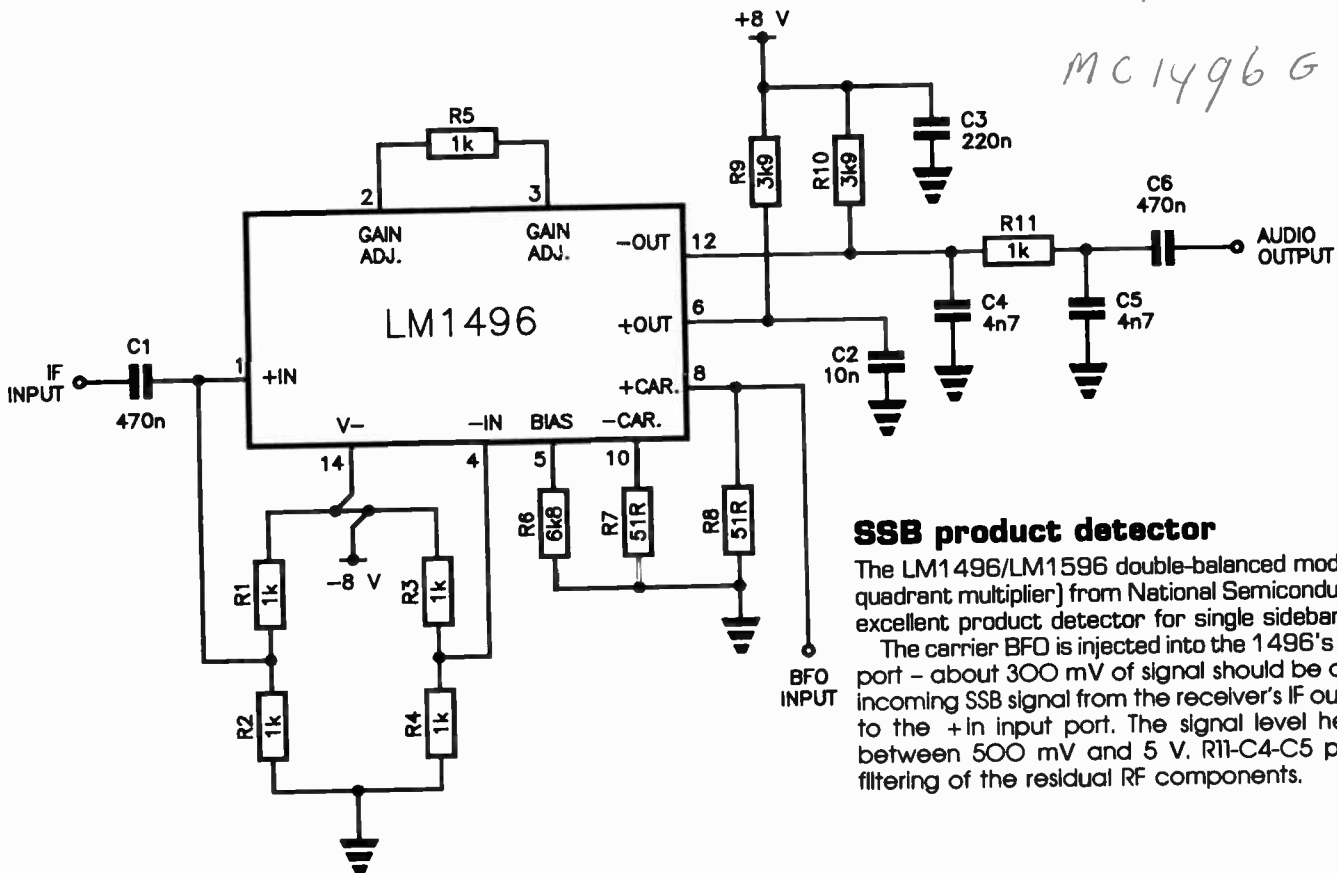 +8 V
MC1496G
R5
1k
C3
220n
R9
3k9
R10
3k9
C6
470n
2
3
GAIN
ADJ.
GAIN
ADJ.
-OUT
12
R11
1k
AUDIO
OUTPUT
LM1496
C4
4n7
C5
4n7
+OUT
6
C1
C2
10n
IF
INPUT
1
+IN
+CAR.
8
470n
V-
-IN
BIAS
-CAR.
14
4
5
10
R6
6k8
R7
51R
R8
51R
R1
1k
-8 V
R3
1k
R2
1k
R4
1k
BFO
INPUT
SSB product detector
The LM1496/LM1596 double-balanced mod
quadrant multiplier) from National Semicondu
excellent product detector for single sideban
The carrier BFO is injected into the 1496's
port – about 300 mV of signal should be a
incoming SSB signal from the receiver's IF ou
to the +in input port. The signal level he
between 500 mV and 5 V. R11-C4-C5 p
filtering of the residual RF components.